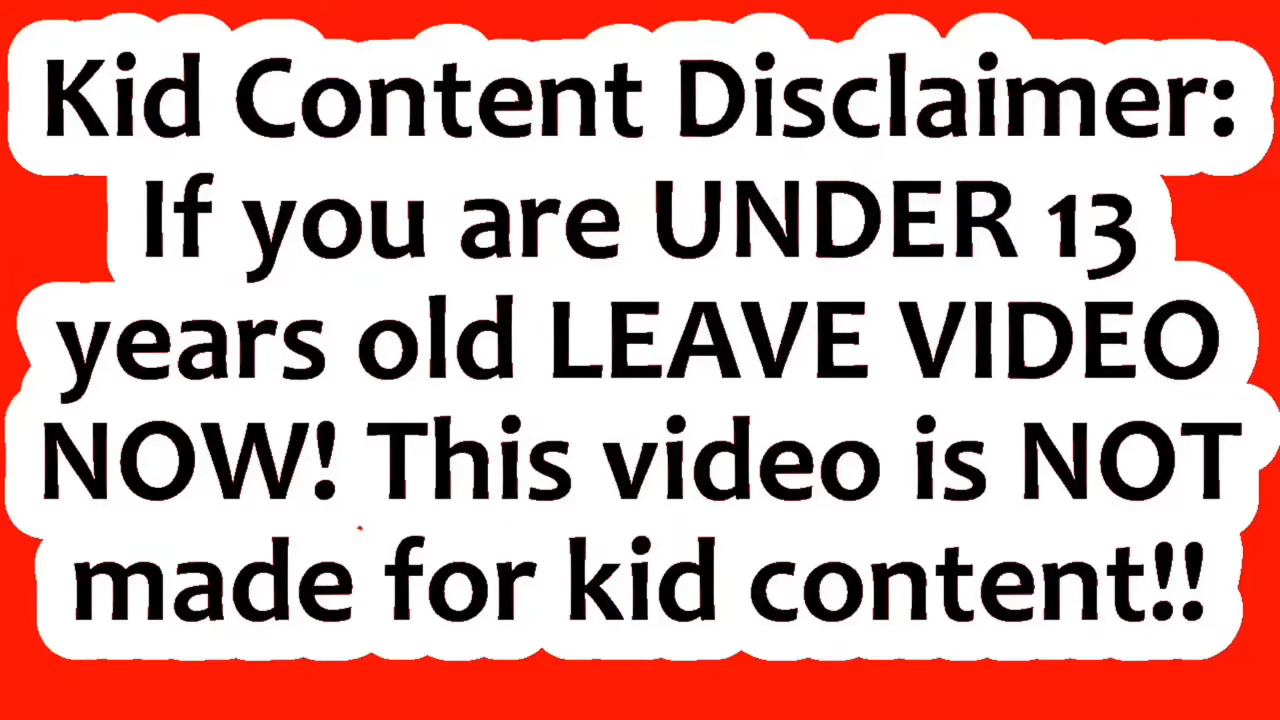 Kid Content Disclaimer:
If you are UNDER 13
years old LEAVE VIDEO
NOW! This video is NOT
made for kid content!!